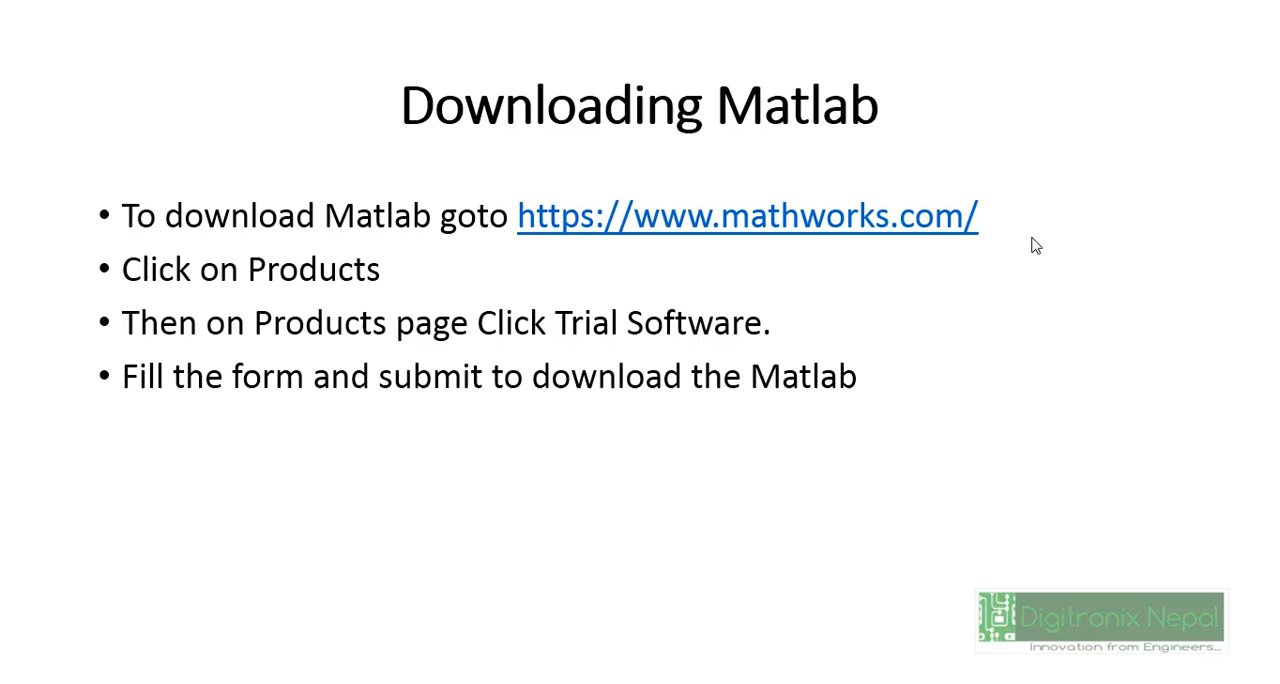 Downloading Matlab
• To download Matlab goto https://www.mathworks.com/
• Click on Products
• Then on Products page Click Trial Software.
• Fill the form and submit to download the Matlab
Digitronix Nepal
Innovation from Engineers...